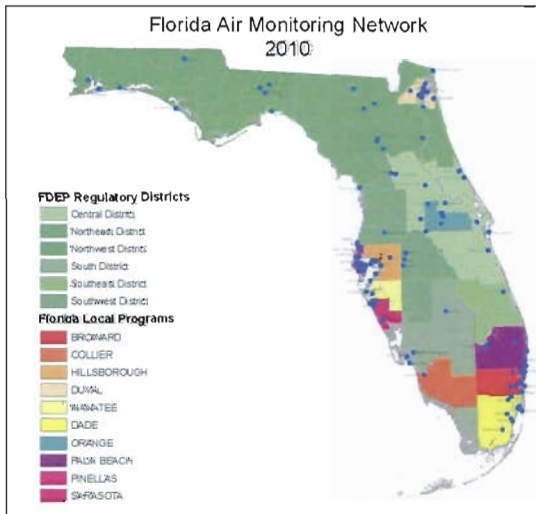 Florida Air Monitoring Network
2010
FDEP Regulatory Districts
Central District
Northeast District
Northwest District
South District
Southeast District
Southwest District
Florida Local Programs
BROWARD
COLLIER
HILLSBOROUGH
DUVAL
MANATEE
DADE
ORANGE
PALM BEACH
PINELLAS
SARASOTA